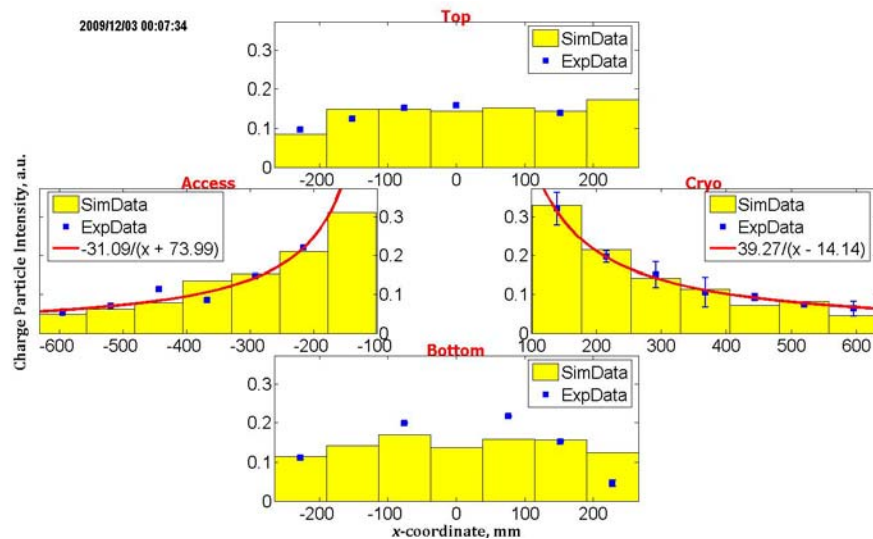 2009/12/03 00:07:34
Top
0.3
0.2
0.1
0
SimData
ExpData
-200 -100 0 100 200
Charge Particle Intensity, a.u.
Access
SimData
ExpData
-31.09/(x + 73.99)
0.3
0.2
0.1
0
-600 -500 -400 -300 -200 -100
Cryo
0.3
0.2
0.1
0
SimData
ExpData
39.27/(x - 14.14)
100 200 300 400 500 600
Bottom
0.3
0.2
0.1
0
SimData
ExpData
-200 -100 0 100 200
x-coordinate, mm